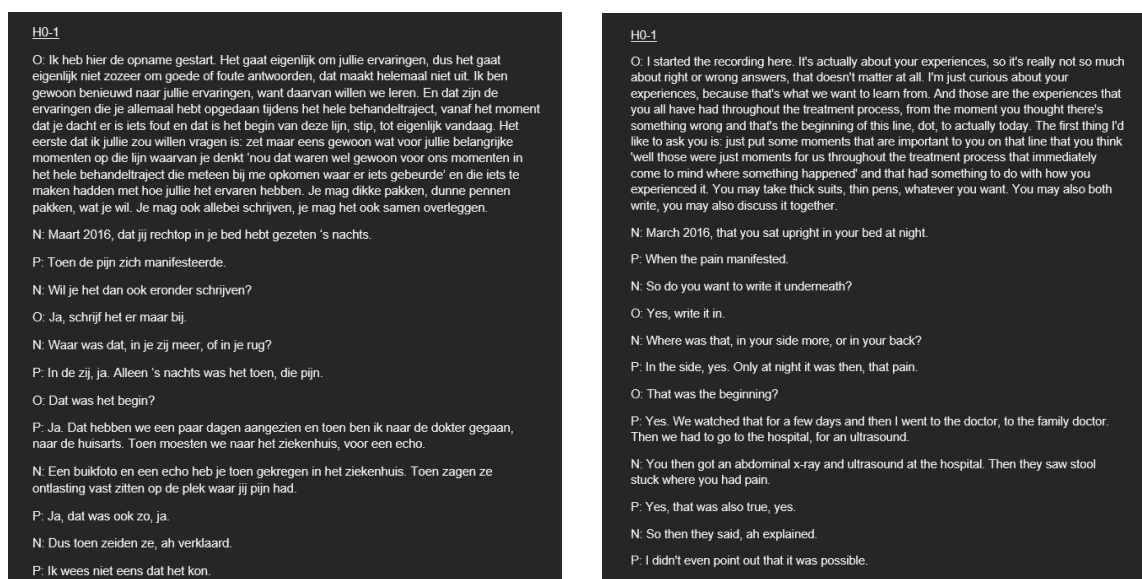 H0-1
O: Ik heb hier de opname gestart. Het gaat eigenlijk om jullie ervaringen, dus het gaat
eigenlijk niet zozeer om goede of foute antwoorden, dat maakt helemaal niet uit. Ik ben
gewoon benieuwd naar jullie ervaringen, want daarvan willen we leren. En dat zijn de
ervaringen die je allemaal hebt opgedaan tijdens het hele behandeltraject, vanaf het moment
dat je dacht er is iets fout en dat is het begin van deze lijn, stip, tot eigenlijk vandaag. Het
eerste dat ik jullie zou willen vragen is: zet maar eens gewoon wat voor jullie belangrijke
momenten op die lijn waarvan je denkt ‘nou dat waren wel gewoon voor ons momenten in
het hele behandeltraject die meteen bij me opkomen waar er iets gebeurde’ en die iets te
maken hadden met hoe jullie het ervaren hebben. Je mag dikke pakken, dunne pennen
pakken, wat je wil. Je mag ook allebei schrijven, je mag het ook samen overleggen.
N: Maart 2016, dat jij rechtop in je bed hebt gezeten ‘s nachts.
P: Toen de pijn zich manifesteerde.
N: Wil je het dan ook eronder schrijven?
O: Ja, schrijf het er maar bij.
N: Waar was dat, in je zij meer, of in je rug?
P: In de zij, ja. Alleen ‘s nachts was het toen, die pijn.
O: Dat was het begin?
P: Ja. Dat hebben we een paar dagen aangezien en toen ben ik naar de dokter gegaan,
naar de huisarts. Toen moesten we naar het ziekenhuis, voor een echo.
N: Een buikfoto en een echo heb je toen gekregen in het ziekenhuis. Toen zagen ze
ontlasting vast zitten op de plek waar jij pijn had.
P: Ja, dat was ook zo, ja.
N: Dus toen zeiden ze, ah verklaard.
P: Ik wees niet eens dat het kon.
H0-1
O: I started the recording here. It's actually about your experiences, so it's really not so much
about right or wrong answers, that doesn't matter at all. I'm just curious about your
experiences, because that's what we want to learn from. And those are the experiences that
you all have had throughout the treatment process, from the moment you thought there's
something wrong and that's the beginning of this line, dot, to actually today. The first thing I'd
like to ask you is: just put some moments that are important to you on that line that you think
'well those were just moments for us throughout the treatment process that immediately
come to mind where something happened' and that had something to do with how you
experienced it. You may take thick suits, thin pens, whatever you want. You may also both
write, you may also discuss it together.
N: March 2016, that you sat upright in your bed at night.
P: When the pain manifested.
N: So do you want to write it underneath?
O: Yes, write it in.
N: Where was that, in your side more, or in your back?
P: In the side, yes. Only at night it was then, that pain.
O: That was the beginning?
P: Yes. We watched that for a few days and then I went to the doctor, to the family doctor.
Then we had to go to the hospital, for an ultrasound.
N: You then got an abdominal x-ray and ultrasound at the hospital. Then they saw stool
stuck where you had pain.
P: Yes, that was also true, yes.
N: So then they said, ah explained.
P: I didn't even point out that it was possible.